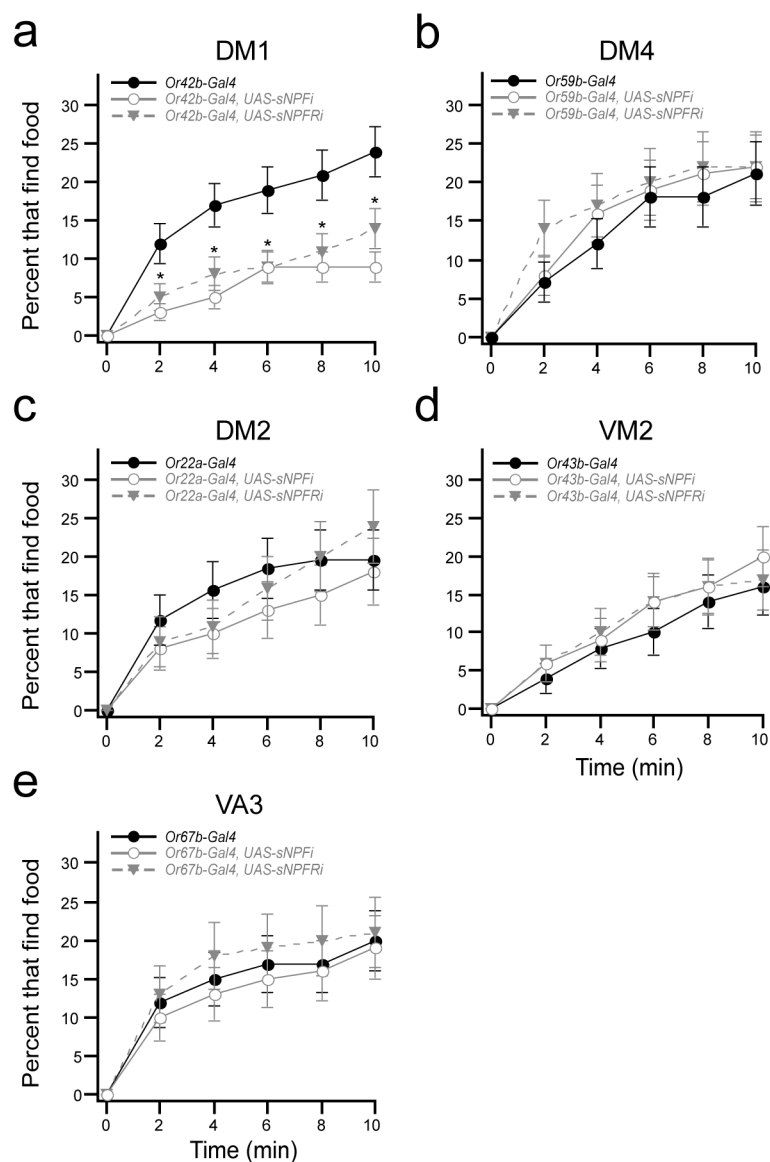 a
DM1
Or42b-Gal4
Or42b-Gal4, UAS-sNPFi
Or42b-Gal4, UAS-sNPFRi
Percent that find food
30
25
20
15
10
5
0
* * * * *
0 2 4 6 8 10
b
DM4
Or59b-Gal4
Or59b-Gal4, UAS-sNPFi
Or59b-Gal4, UAS-sNPFRi
30
25
20
15
10
5
0
0 2 4 6 8 10
c
DM2
Or22a-Gal4
Or22a-Gal4, UAS-sNPFi
Or22a-Gal4, UAS-sNPFRi
Percent that find food
30
25
20
15
10
5
0
0 2 4 6 8 10
d
VM2
Or43b-Gal4
Or43b-Gal4, UAS-sNPFi
Or43b-Gal4, UAS-sNPFRi
30
25
20
15
10
5
0
0 2 4 6 8 10
Time (min)
e
VA3
Or67b-Gal4
Or67b-Gal4, UAS-sNPFi
Or67b-Gal4, UAS-sNPFRi
Percent that find food
30
25
20
15
10
5
0
0 2 4 6 8 10
Time (min)